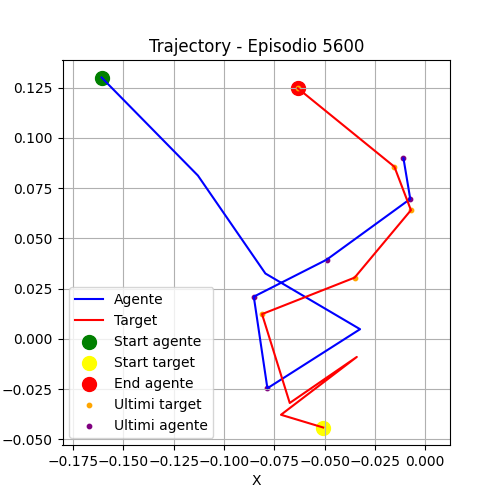 Trajectory - Episodio 5600
0.125
0.100
0.075
0.050
0.025
0.000
−0.025
−0.050
Agente
Target
Start agente
Start target
End agente
Ultimi target
Ultimi agente
−0.175 −0.150 −0.125 −0.100 −0.075 −0.050 −0.025 0.000
X